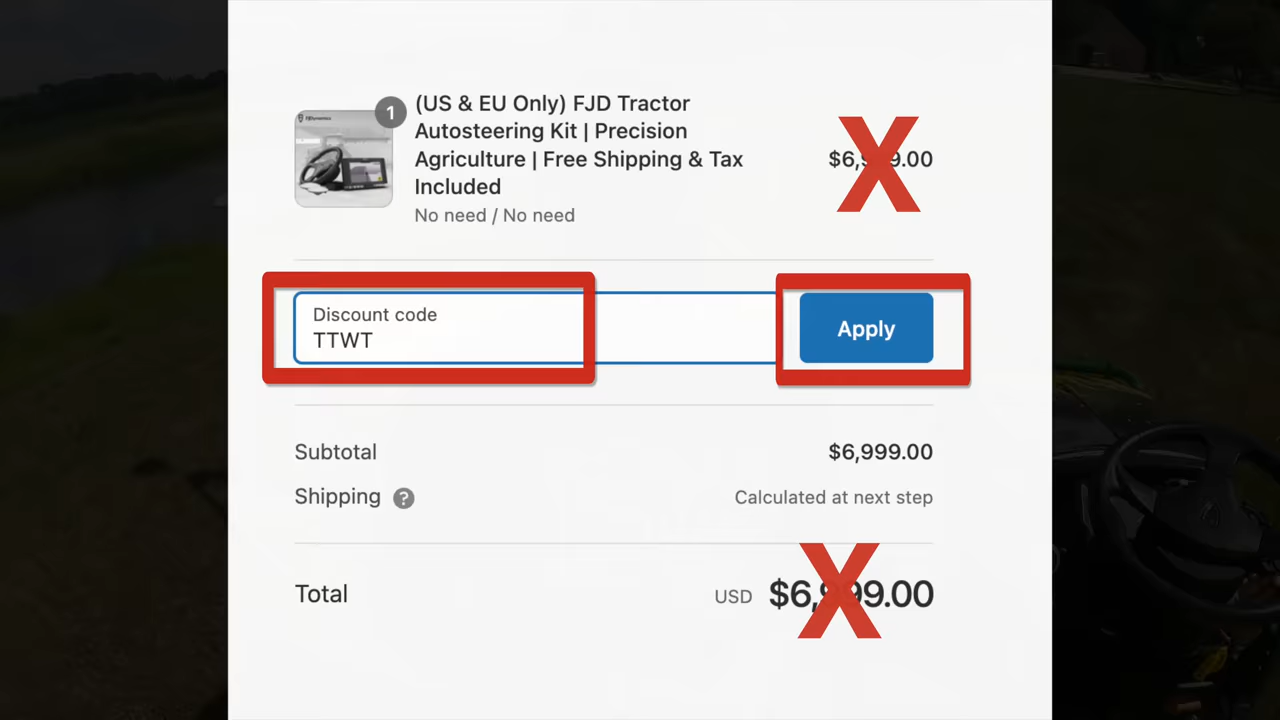 FJDynamics
1
(US & EU Only) FJD Tractor
Autosteering Kit | Precision
Agriculture | Free Shipping & Tax
Included
No need / No need
X
Discount code
TTWT
Apply
Subtotal
$6,999.00
Shipping ?
Calculated at next step
X
Total
USD